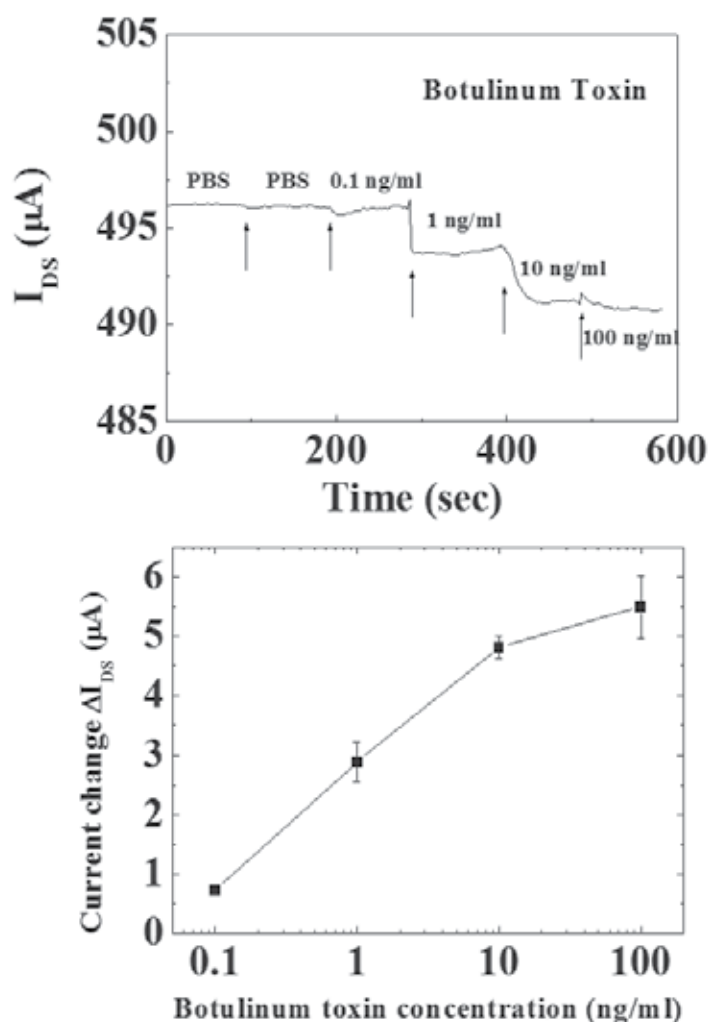 505
Botulinum Toxin
500
PBS PBS 0.1 ng/ml
495
1 ng/ml
10 ng/ml
490
100 ng/ml
485
I_DS (μA)
0 200 400 600
Time (sec)
6
5
4
3
2
1
0
Current change ΔI_DS (μA)
0.1 1 10 100
Botulinum toxin concentration (ng/ml)